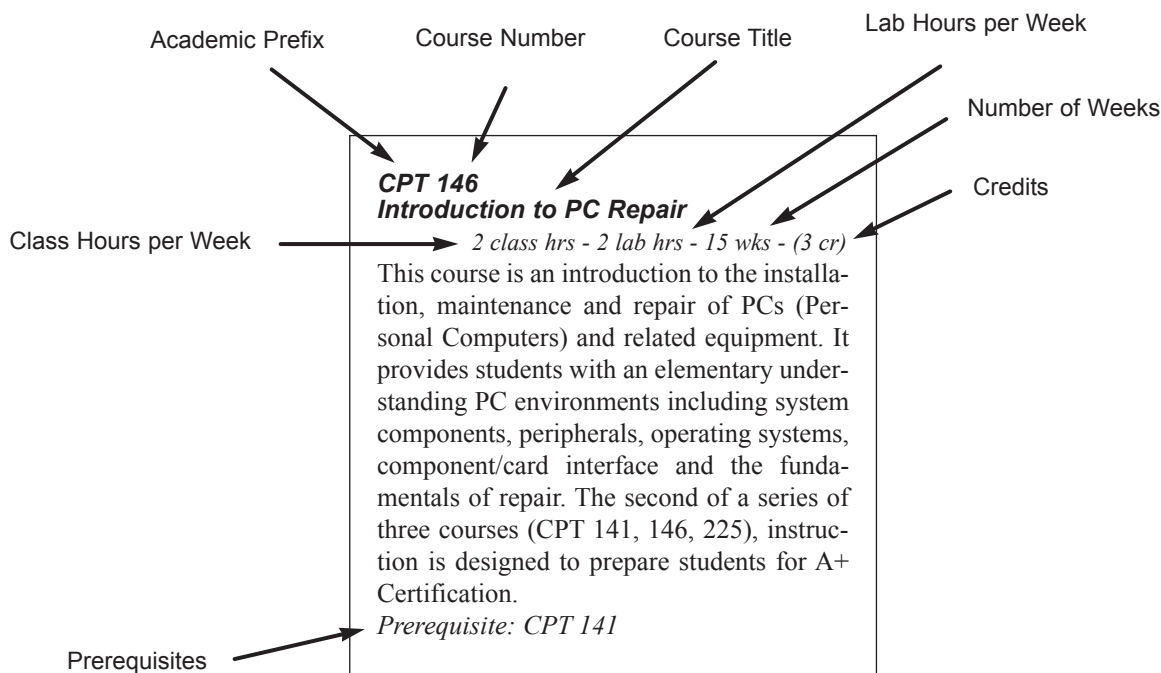 Lab Hours per Week
Academic Prefix
Course Number
Course Title
Number of Weeks
Credits
CPT 146
Introduction to PC Repair
Class Hours per Week
2 class hrs - 2 lab hrs - 15 wks - (3 cr)
This course is an introduction to the installa-
tion, maintenance and repair of PCs (Per-
sonal Computers) and related equipment. It
provides students with an elementary under-
standing PC environments including system
components, peripherals, operating systems,
component/card interface and the funda-
mentals of repair. The second of a series of
three courses (CPT 141, 146, 225), instruc-
tion is designed to prepare students for A+
Certification.
Prerequisite: CPT 141
Prerequisites